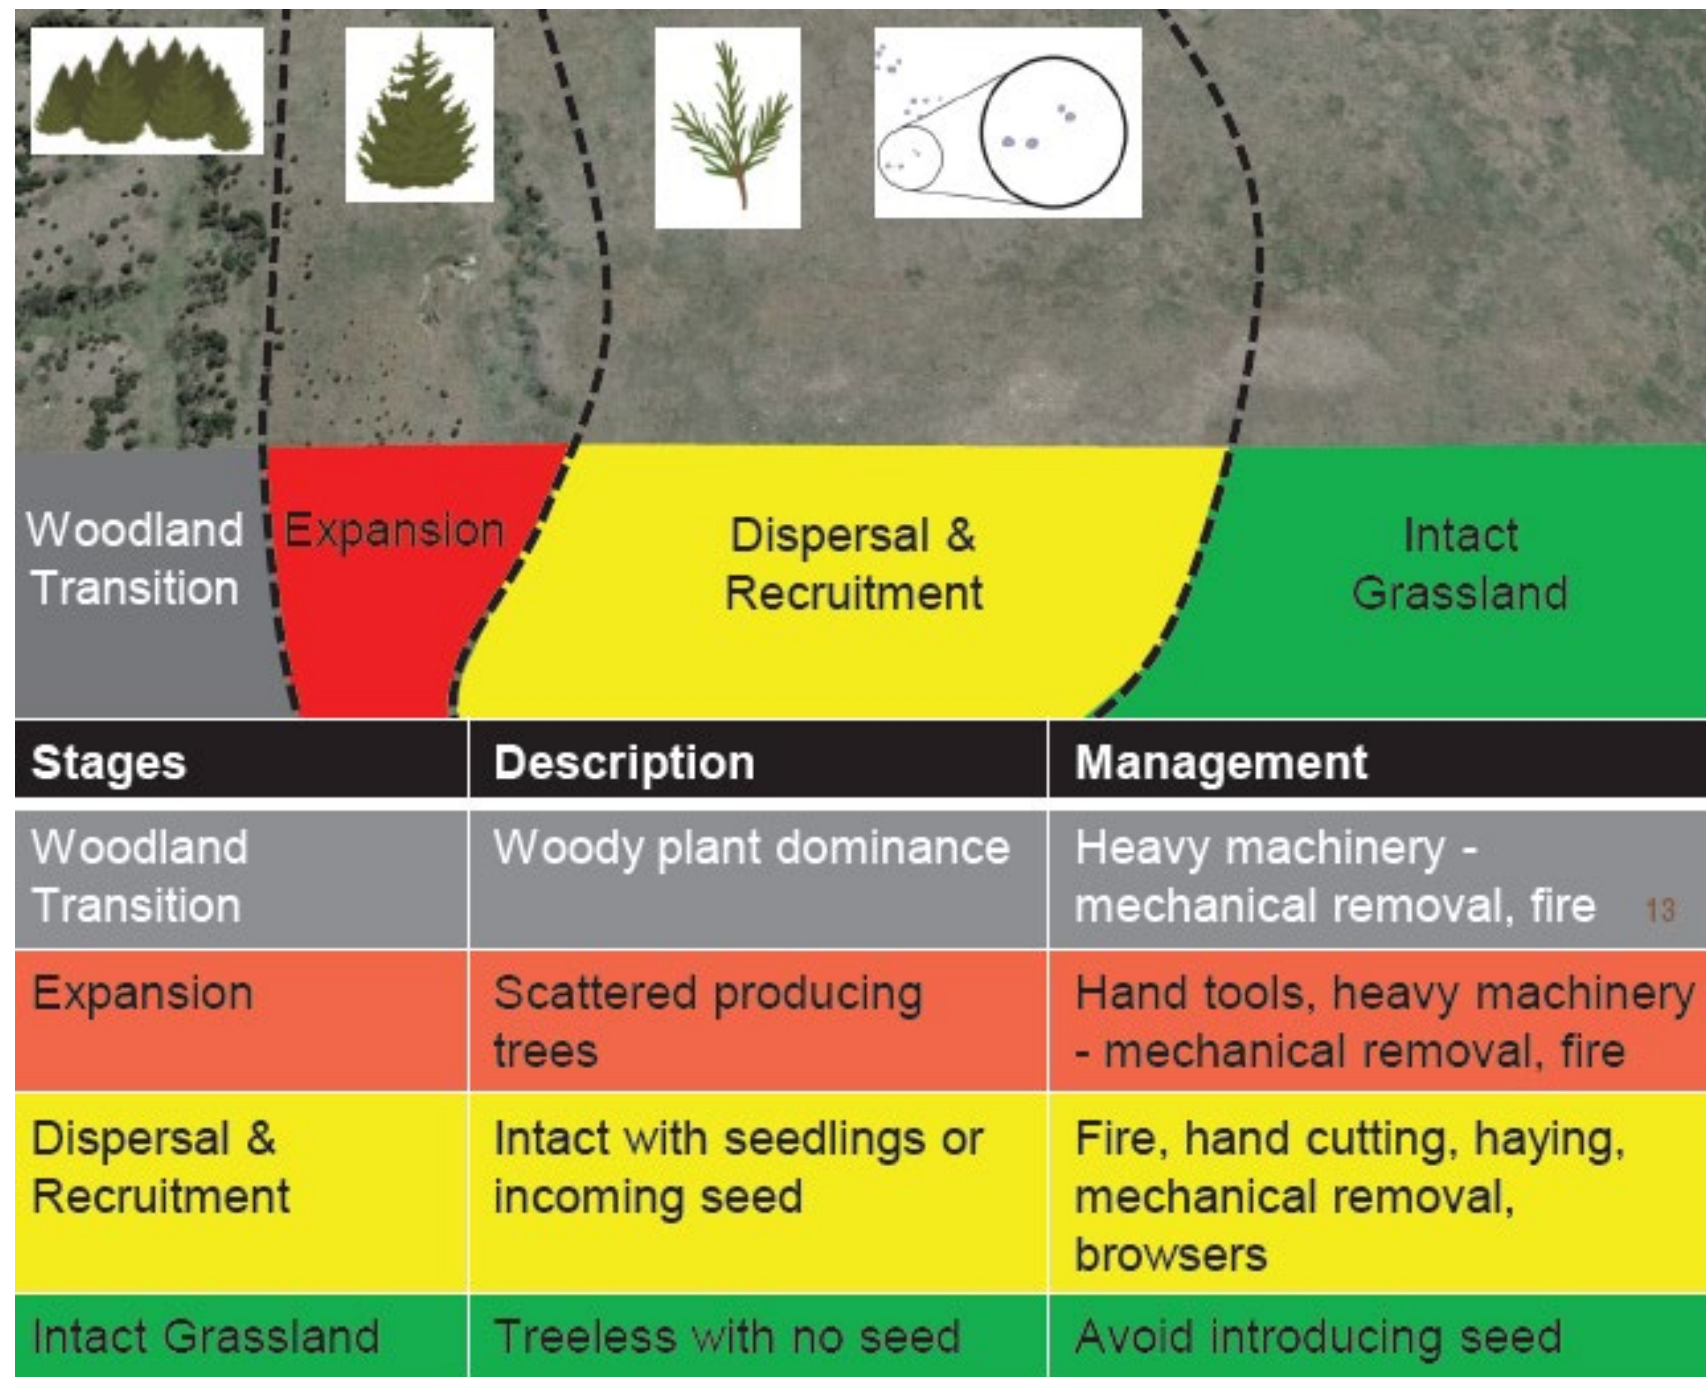 Woodland
Transition
Expansion
Dispersal &
Recruitment
Intact
Grassland
Stages
Description
Management
Woodland
Transition
Woody plant dominance
Heavy machinery -
mechanical removal, fire
13
Expansion
Scattered producing
trees
Hand tools, heavy machinery
- mechanical removal, fire
Dispersal &
Recruitment
Intact with seedlings or
incoming seed
Fire, hand cutting, haying,
mechanical removal,
browsers
Intact Grassland
Treeless with no seed
Avoid introducing seed